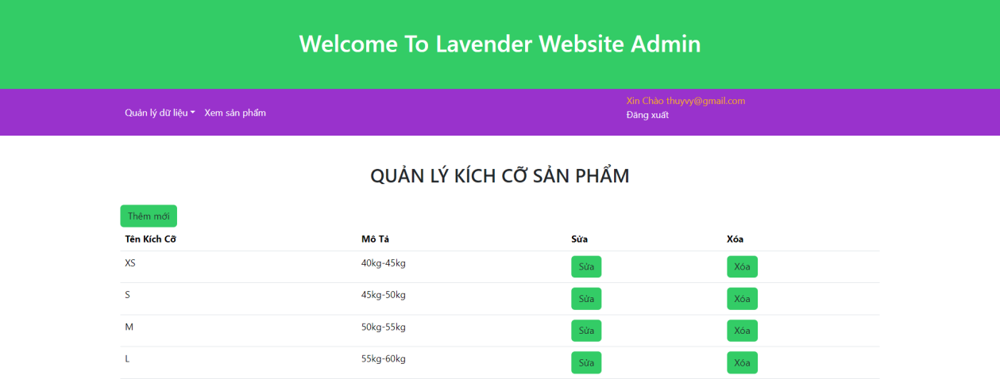 Welcome To Lavender Website Admin
Quản lý dữ liệu Xem sản phẩm
Xin Chào thuyvy@gmail.com
Đăng xuất
QUẢN LÝ KÍCH CỠ SẢN PHẨM
Thêm mới
Tên Kích Cỡ Mô Tả Sửa Xóa
XS 40kg-45kg Sửa Xóa
S 45kg-50kg Sửa Xóa
M 50kg-55kg Sửa Xóa
L 55kg-60kg Sửa Xóa